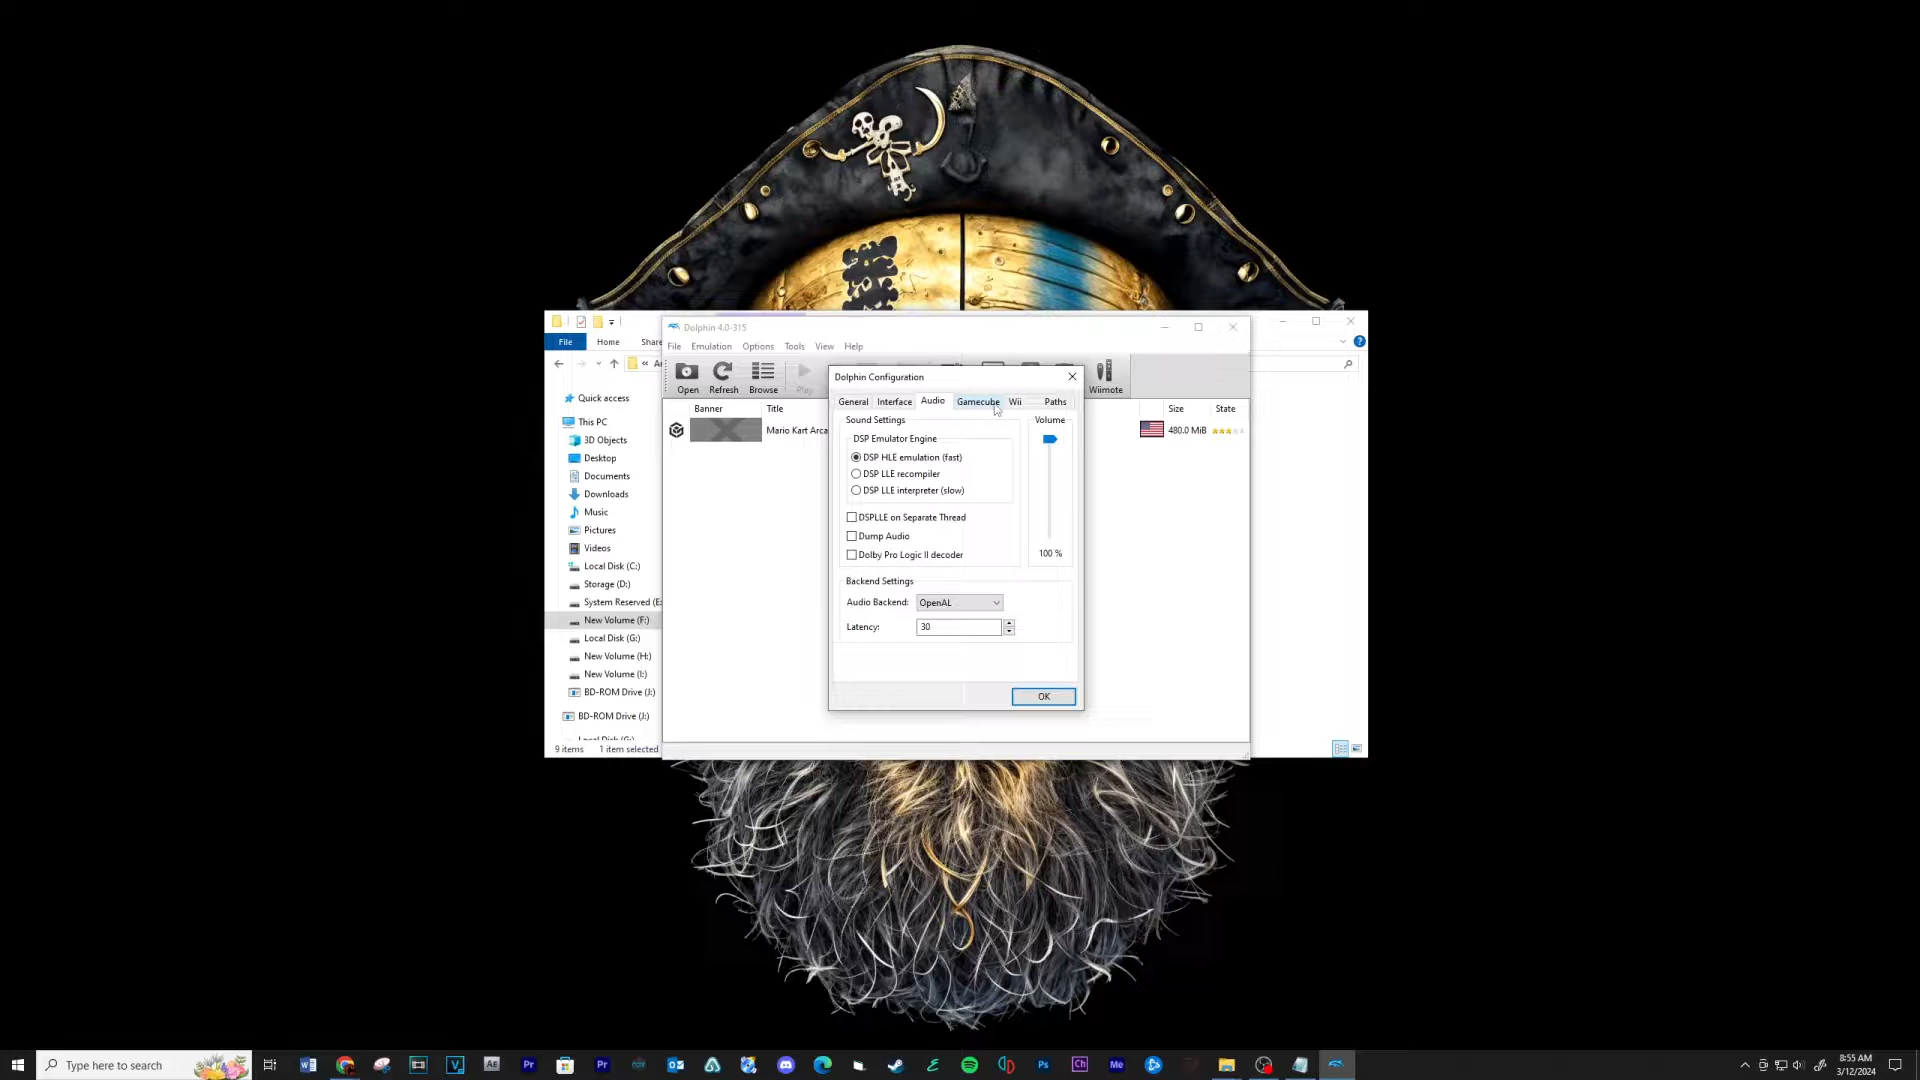 File
Home
Share
Dolphin 4.0-315
File Emulation Options Tools View Help
Open
Refresh
Browse
Play
Wiimote
Quick access
This PC
3D Objects
Desktop
Documents
Downloads
Music
Pictures
Videos
Local Disk (C:)
Storage (D:)
System Reserved (E:
New Volume (F:)
Local Disk (G:)
New Volume (H:)
New Volume (I:)
BD-ROM Drive (J:)
BD-ROM Drive (J:)
Local Disk (G:)
9 items 1 item selected
Banner Title Size State
Mario Kart Arca
480.0 MiB
Dolphin Configuration
General Interface Audio Gamecube Wii Paths
Sound Settings
DSP Emulator Engine
DSP HLE emulation (fast)
DSP LLE recompiler
DSP LLE interpreter (slow)
DSPLLE on Separate Thread
Dump Audio
Dolby Pro Logic II decoder
Volume
100 %
Backend Settings
Audio Backend: OpenAL
Latency: 30
OK
Type here to search
8:55 AM
3/12/2024